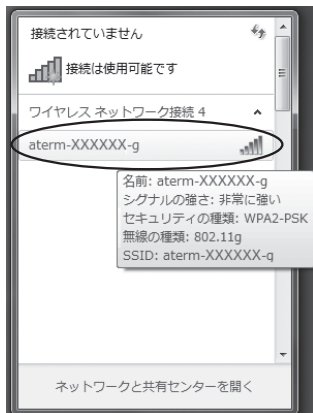 接続されていません
接続は使用可能です
ワイヤレス ネットワーク接続 4
aterm-XXXXXX-g
名前: aterm-XXXXXX-g
シグナルの強さ: 非常に強い
セキュリティの種類: WPA2-PSK
無線の種類: 802.11g
SSID: aterm-XXXXXX-g
ネットワークと共有センターを開く